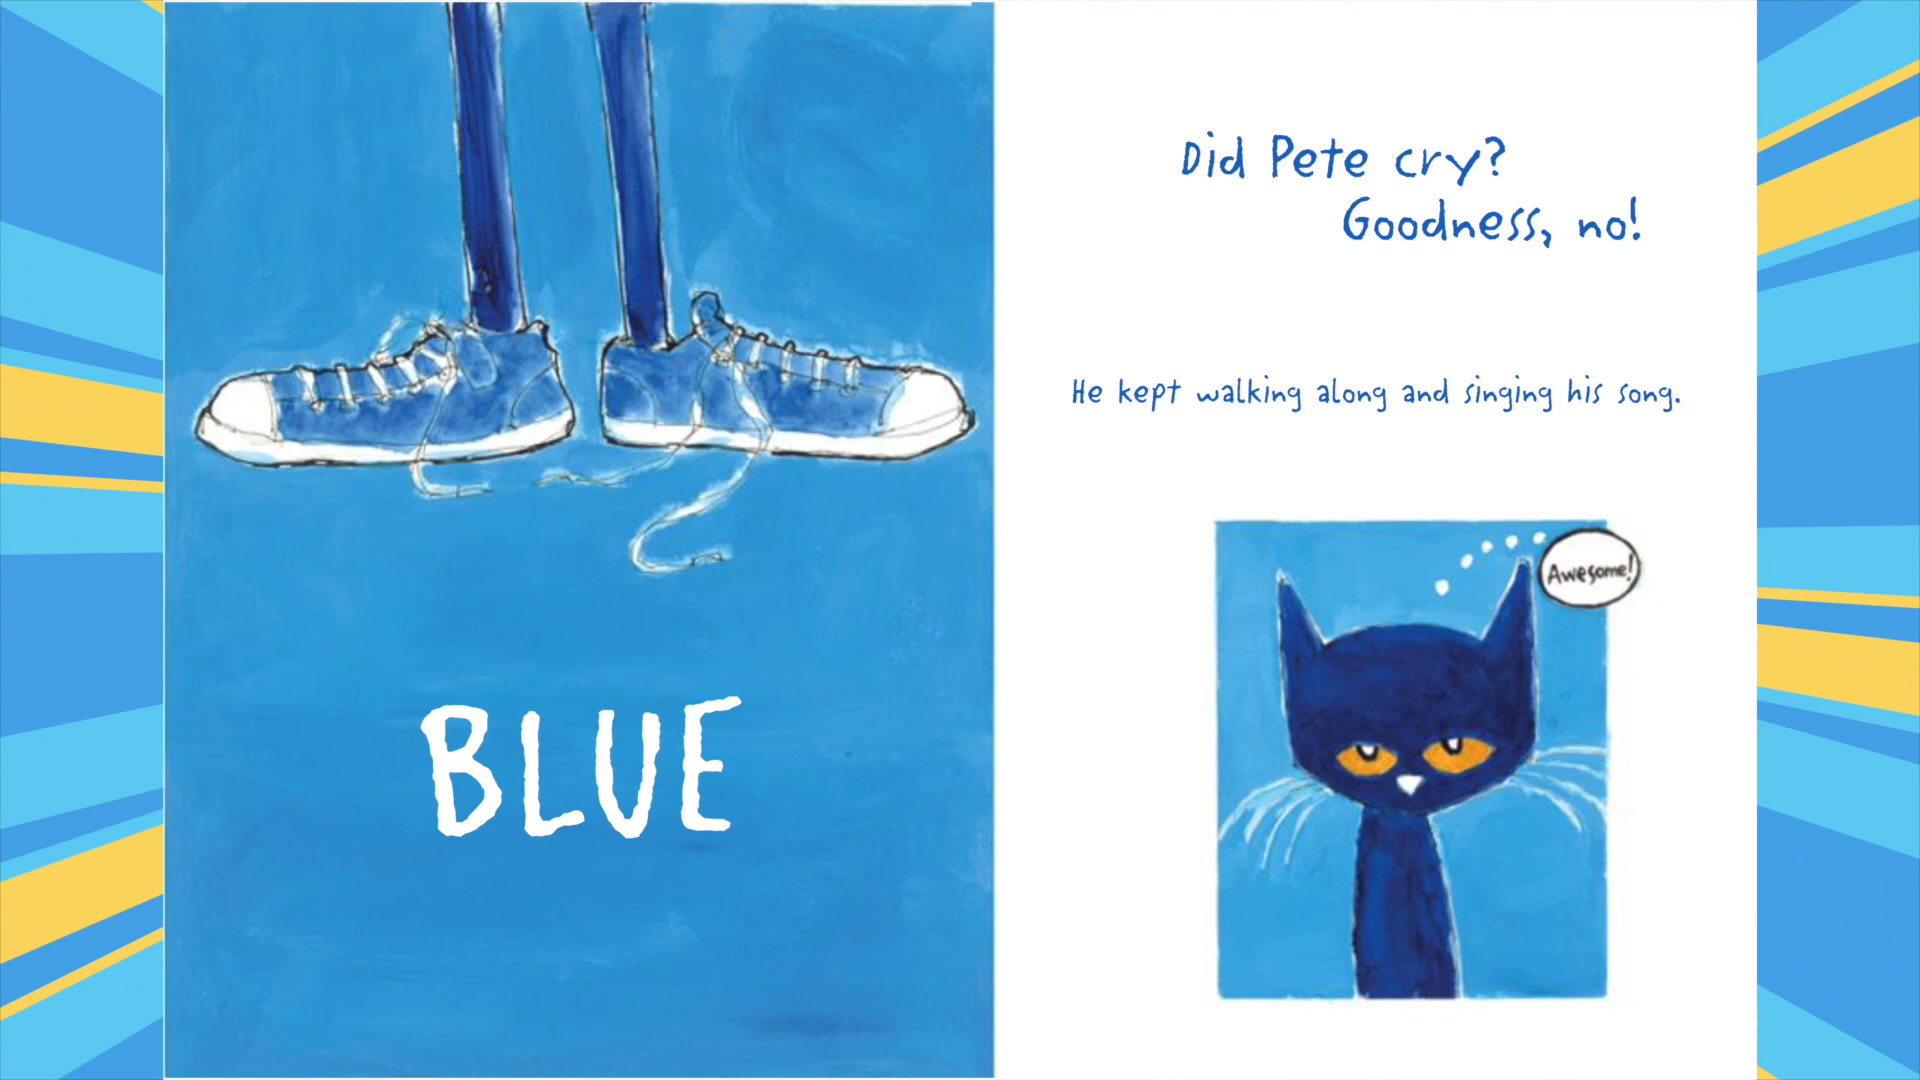 BLUE
Did Pete cry?
Goodness, no!
He kept walking along and singing his song.
Awesome!